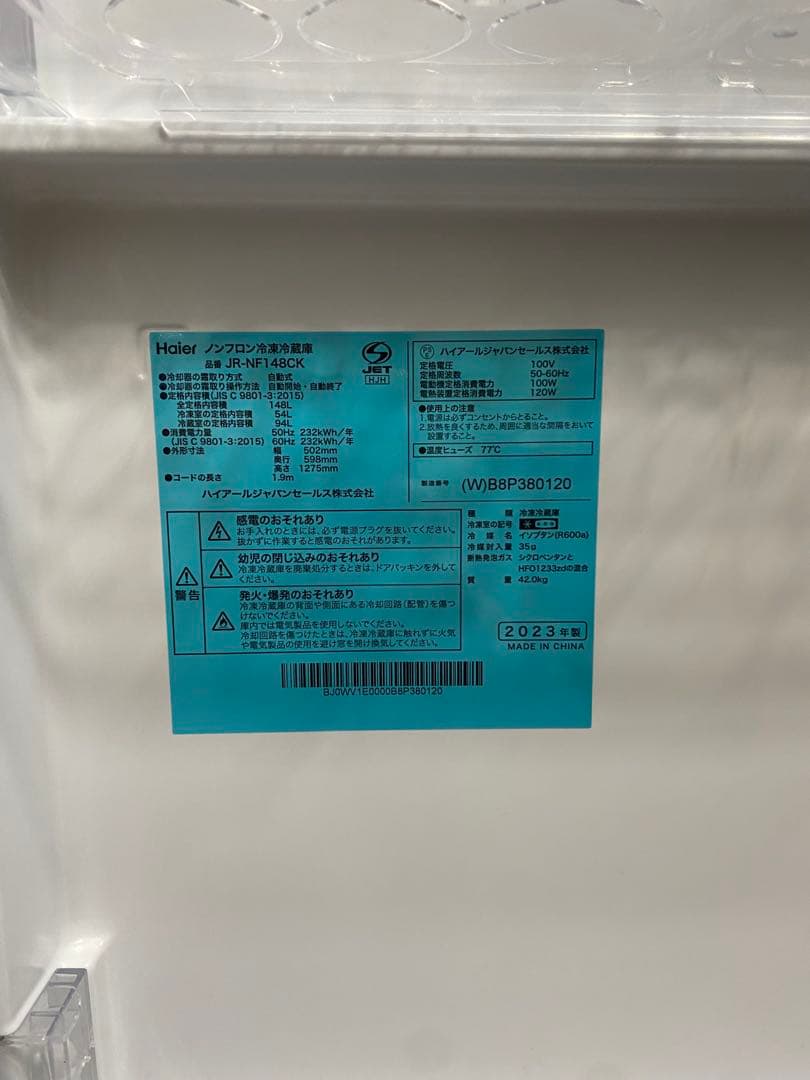 Haier ノンフロン冷凍冷蔵庫
品番 JR-NF148CK
●冷却器の霜取り方式 自動式
●冷却器の霜取り操作方法 自動開始・自動終了
●定格内容積(JIS C 9801-3:2015)
全定格内容積 148L
冷凍室の定格内容積 54L
冷蔵室の定格内容積 94L
●消費電力量 50Hz 232kWh/年
(JIS C 9801-3:2015) 60Hz 232kWh/年
●外形寸法 幅 502mm
奥行 598mm
高さ 1275mm
●コードの長さ 1.9m
ハイアールジャパンセールス株式会社
S
JET
HJH
PSE
ハイアールジャパンセールス株式会社
定格電圧 100V
定格周波数 50-60Hz
電動機定格消費電力 100W
電熱装置定格消費電力 120W
●使用上の注意
1.電源は必ずコンセントからとること。
2.放熱を良くするため、周囲に適当な間隔をおいて
設置すること。
●温度ヒューズ 77℃
製造番号 (W)B8P380120
警告
感電のおそれあり
お手入れのときには、必ず電源プラグを抜いてください。
抜かずに作業すると感電のおそれがあります。
幼児の閉じ込みのおそれあり
冷凍冷蔵庫を廃棄処分するときは、ドアパッキンを外して
ください。
発火・爆発のおそれあり
冷凍冷蔵庫の背面や側面にある冷却回路(配管)を傷つ
けないでください。
庫内では電気製品を使用しないでください。
冷却回路を傷つけたときは、冷凍冷蔵庫に触れずに火気
や電気製品の使用を避け窓を開け換気してください。
種類 冷凍冷蔵庫
冷凍室の記号
冷媒 イソブタン(R600a)
冷媒封入量 35g
断熱発泡ガス シクロペンタンと
HFO1233zdの混合
質量 42.0kg
2023年製
MADE IN CHINA
BJ0WV1E0000B8P380120